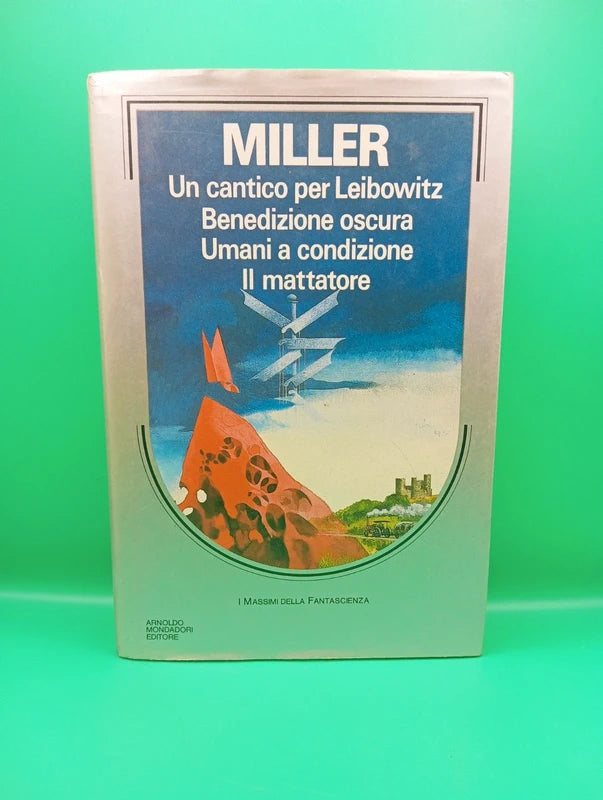 MILLER
Un cantico per Leibowitz
Benedizione oscura
Umani a condizione
Il mattatore
I MASSIMI DELLA FANTASCIENZA
ARNOLDO
MONDADORI
EDITORE